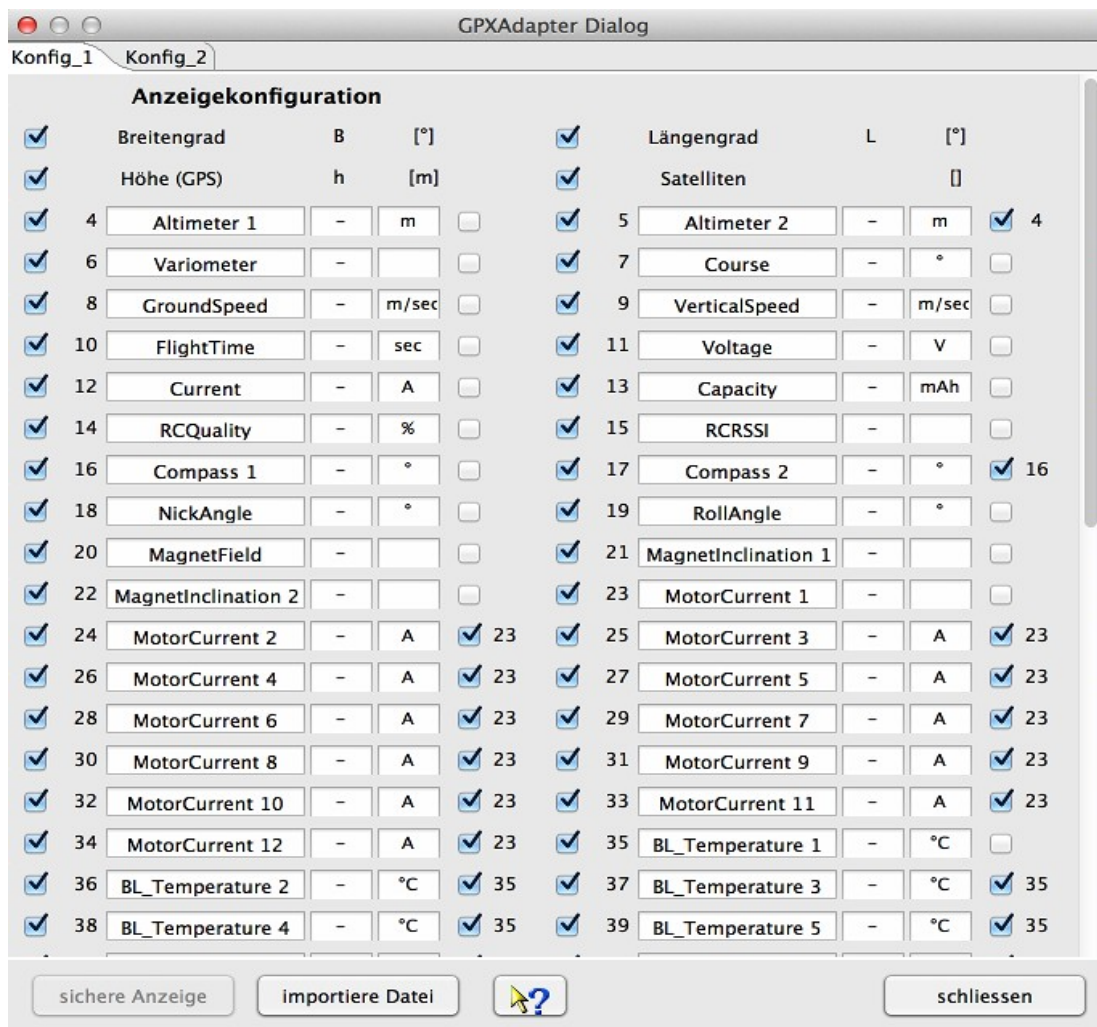 GPXAdapter Dialog
Konfig_1 Konfig_2
Anzeigekonfiguration
Breitengrad B [°] Längengrad L [°]
Höhe (GPS) h [m] Satelliten []
4 Altimeter 1 - m 5 Altimeter 2 - m 4
6 Variometer - 7 Course - °
8 GroundSpeed - m/sec 9 VerticalSpeed - m/sec
10 FlightTime - sec 11 Voltage - V
12 Current - A 13 Capacity - mAh
14 RCQuality - % 15 RCRSSI -
16 Compass 1 - ° 17 Compass 2 - ° 16
18 NickAngle - ° 19 RollAngle - °
20 MagnetField - 21 MagnetInclination 1 -
22 MagnetInclination 2 - 23 MotorCurrent 1 -
24 MotorCurrent 2 - A 23 25 MotorCurrent 3 - A 23
26 MotorCurrent 4 - A 23 27 MotorCurrent 5 - A 23
28 MotorCurrent 6 - A 23 29 MotorCurrent 7 - A 23
30 MotorCurrent 8 - A 23 31 MotorCurrent 9 - A 23
32 MotorCurrent 10 - A 23 33 MotorCurrent 11 - A 23
34 MotorCurrent 12 - A 23 35 BL_Temperature 1 - °C
36 BL_Temperature 2 - °C 35 37 BL_Temperature 3 - °C 35
38 BL_Temperature 4 - °C 35 39 BL_Temperature 5 - °C 35
sichere Anzeige importiere Datei ? schliessen